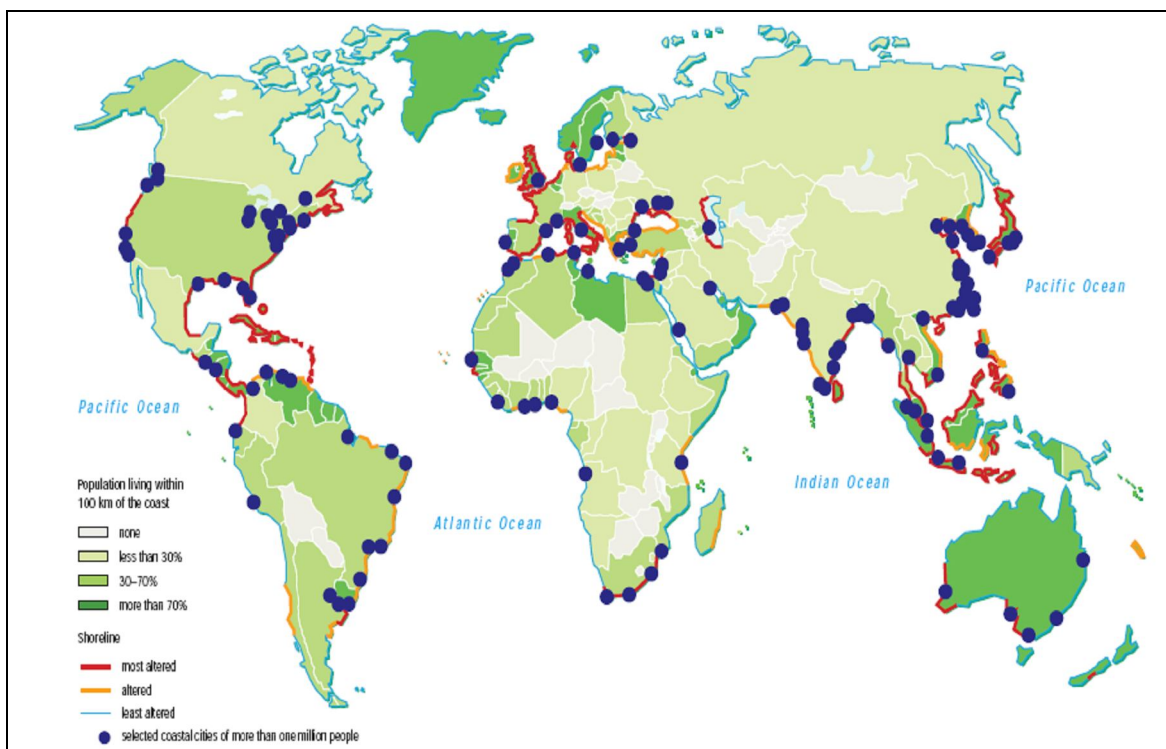 Pacific Ocean
Pacific Ocean
Indian Ocean
Atlantic Ocean
Population living within
100 km of the coast
none
less than 30%
30–70%
more than 70%
Shoreline
most altered
altered
least altered
selected coastal cities of more than one million people